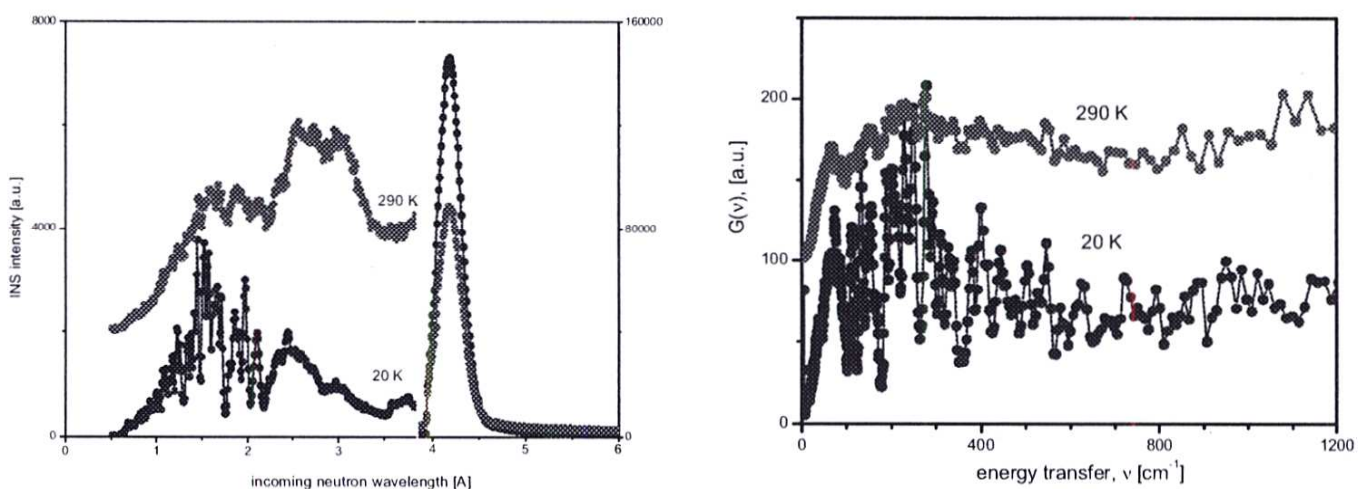 8000
160000
4000
80000
0
0
290 K
20 K
0
1
2
3
4
5
6
INS intensity [a.u.]
incoming neutron wavelength [A]
200
100
0
290 K
20 K
0
400
800
1200
G(ν), [a.u.]
energy transfer, ν [cm⁻¹]